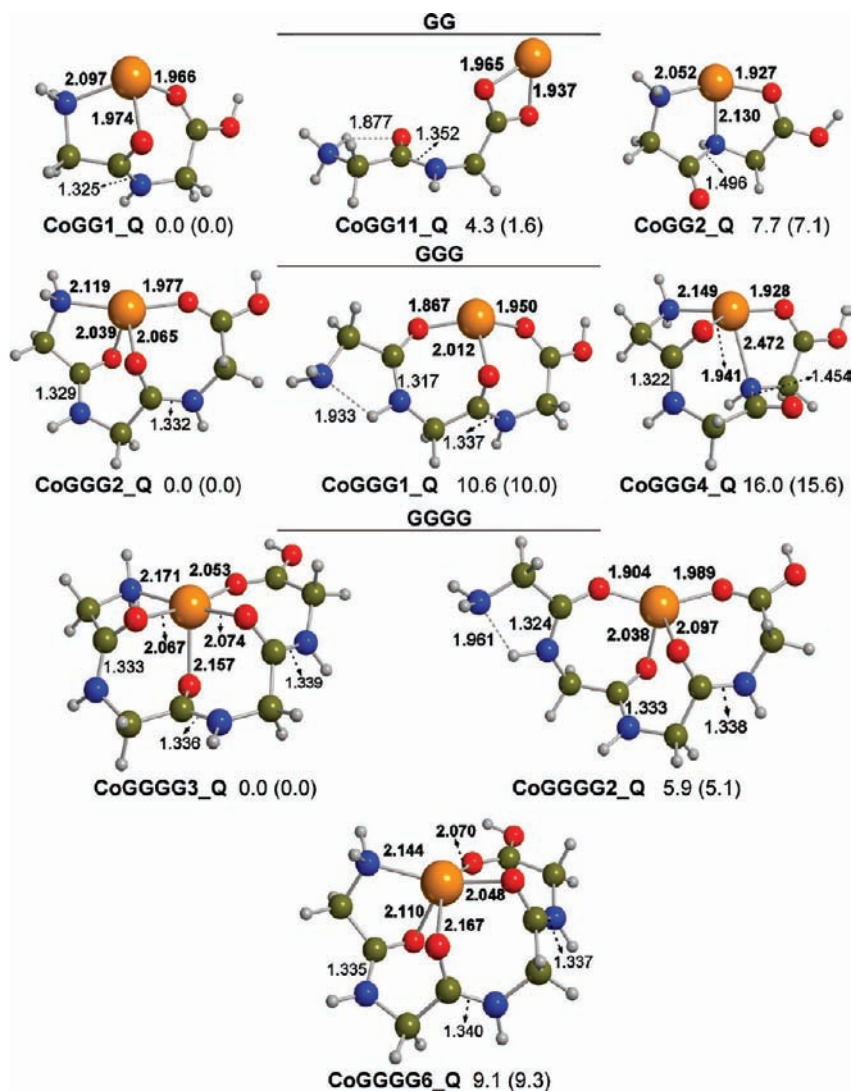 GG
2.097 1.966
1.974
1.325
CoGG1_Q 0.0 (0.0)
1.965
1.937
1.877 1.352
CoGG11_Q 4.3 (1.6)
2.052 1.927
2.130
1.496
CoGG2_Q 7.7 (7.1)
GGG
2.119 1.977
2.039 2.065
1.329
1.332
CoGGG2_Q 0.0 (0.0)
1.867 1.950
2.012
1.317
1.933
1.337
CoGGG1_Q 10.6 (10.0)
2.149 1.928
2.472
1.322 1.941 1.454
CoGGG4_Q 16.0 (15.6)
GGGG
2.171 2.053
2.067 2.074
1.333 2.157
1.339
1.336
CoGGGG3_Q 0.0 (0.0)
1.904 1.989
1.324
1.961 2.038 2.097
1.333
1.338
CoGGGG2_Q 5.9 (5.1)
2.070
2.144
2.048
2.110
2.167
1.335 1.337
1.340
CoGGGG6_Q 9.1 (9.3)